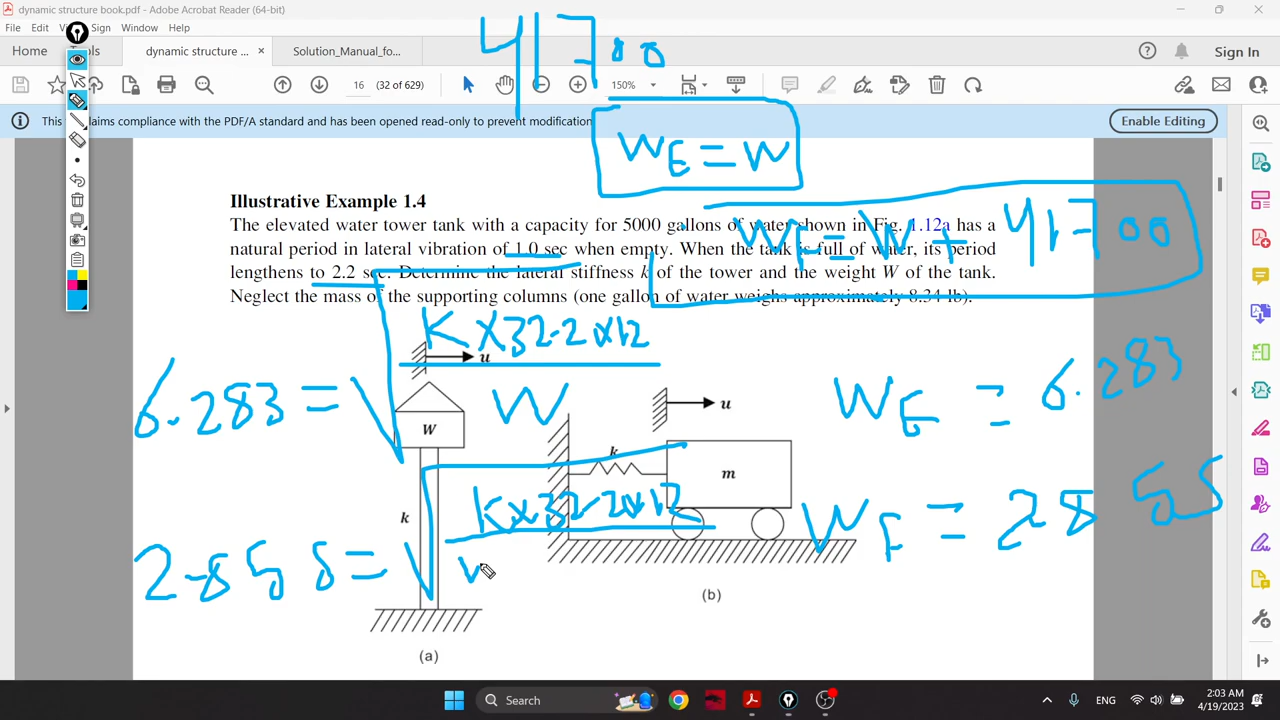 dynamic structure book.pdf - Adobe Acrobat Reader (64-bit)
File Edit Sign Window Help
Home Tools dynamic structure ... × Solution_Manual_fo... Sign In
16 (32 of 629) 150%
claims compliance with the PDF/A standard and has been opened read-only to prevent modification Enable Editing
41700
WE = W
WF = W + 41700
Illustrative Example 1.4
The elevated water tower tank with a capacity for 5000 gallons of water shown in Fig. 1.12a has a
natural period in lateral vibration of 1.0 sec when empty. When the tank is full of water, its period
lengthens to 2.2 sec. Determine the lateral stiffness k of the tower and the weight W of the tank.
Neglect the mass of the supporting columns (one gallon of water weighs approximately 8.34 lb).
K×32.2×12
u
6.283 = √ W
W
WE = 6.283
u
k
m
K×32.2×12
k
2.855 = √ W
WF = 2.855
(b)
(a)
Search
ENG
2:03 AM
4/19/2023